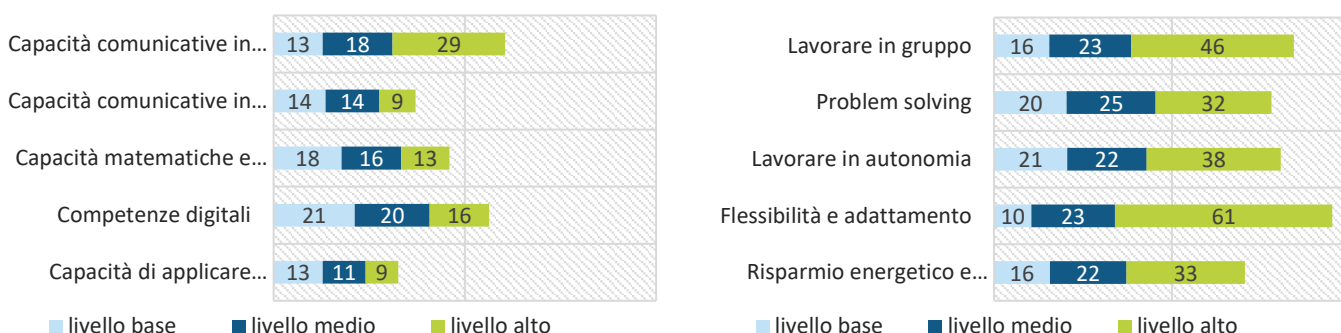 Capacità comunicative in... 13 18 29
Capacità comunicative in... 14 14 9
Capacità matematiche e... 18 16 13
Competenze digitali 21 20 16
Capacità di applicare... 13 11 9
livello base livello medio livello alto
Lavorare in gruppo 16 23 46
Problem solving 20 25 32
Lavorare in autonomia 21 22 38
Flessibilità e adattamento 10 23 61
Risparmio energetico e... 16 22 33
livello base livello medio livello alto